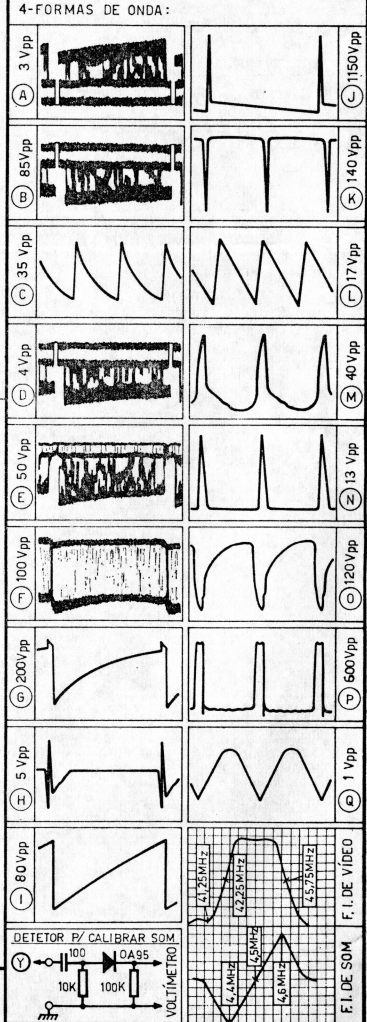 4-FORMAS DE ONDA:
A 3 Vpp
B 85Vpp
C 35 Vpp
D 4 Vpp
E 50 Vpp
F 100 Vpp
G 200Vpp
H 5 Vpp
I 80Vpp
J 1150Vpp
K 140Vpp
L 17Vpp
M 40Vpp
N 13 Vpp
O 120Vpp
P 600Vpp
Q 1 Vpp
DETETOR P/ CALIBRAR SOM
Y
100
OA95
10K
100K
VOLTÍMETRO
41,25MHz
42,25MHz
45,75MHz
F.I. DE VÍDEO
4,4MHz
4,5MHz
4,6MHz
F.I. DE SOM